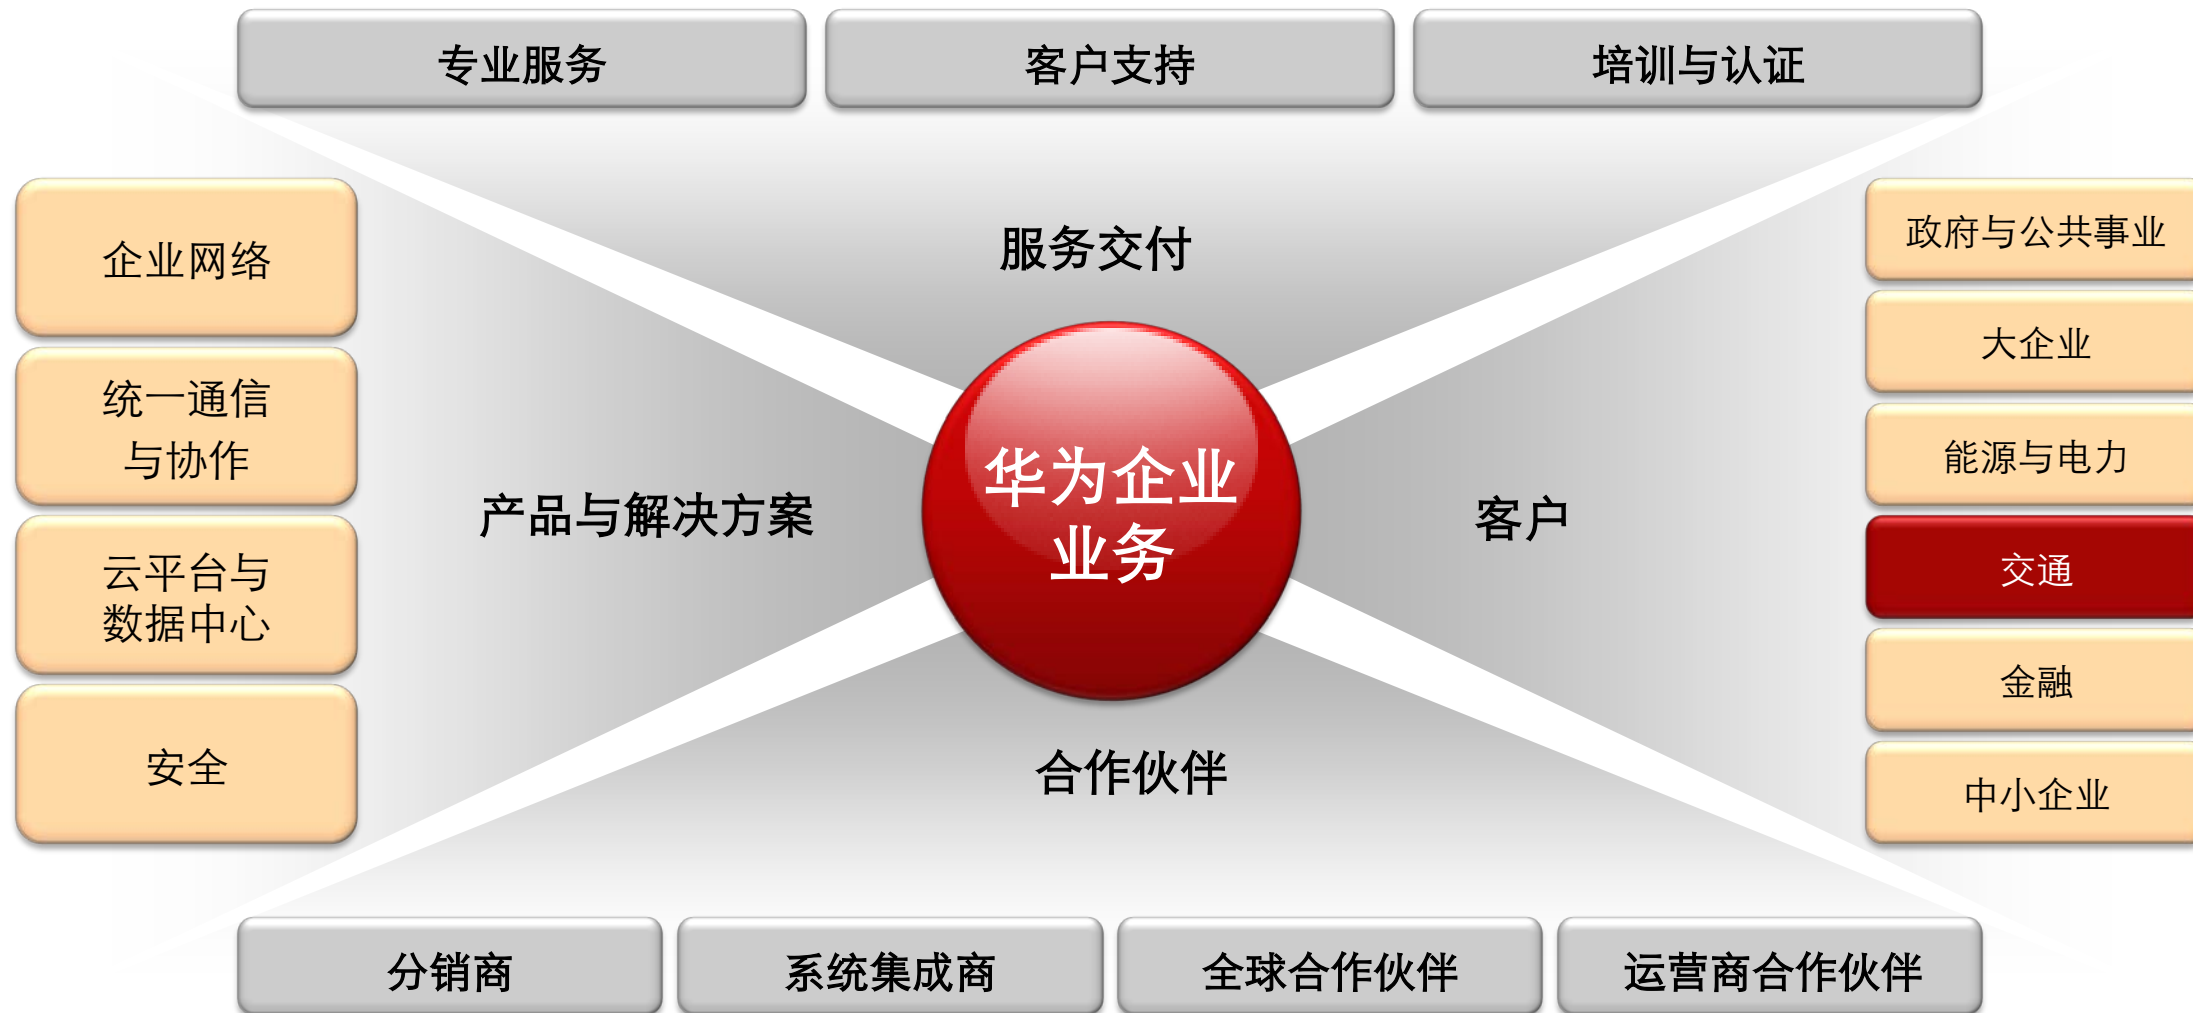 专业服务
客户支持
培训与认证
服务交付
企业网络
统一通信
与协作
云平台与
数据中心
安全
产品与解决方案
华为企业
业务
客户
政府与公共事业
大企业
能源与电力
交通
金融
中小企业
合作伙伴
分销商
系统集成商
全球合作伙伴
运营商合作伙伴